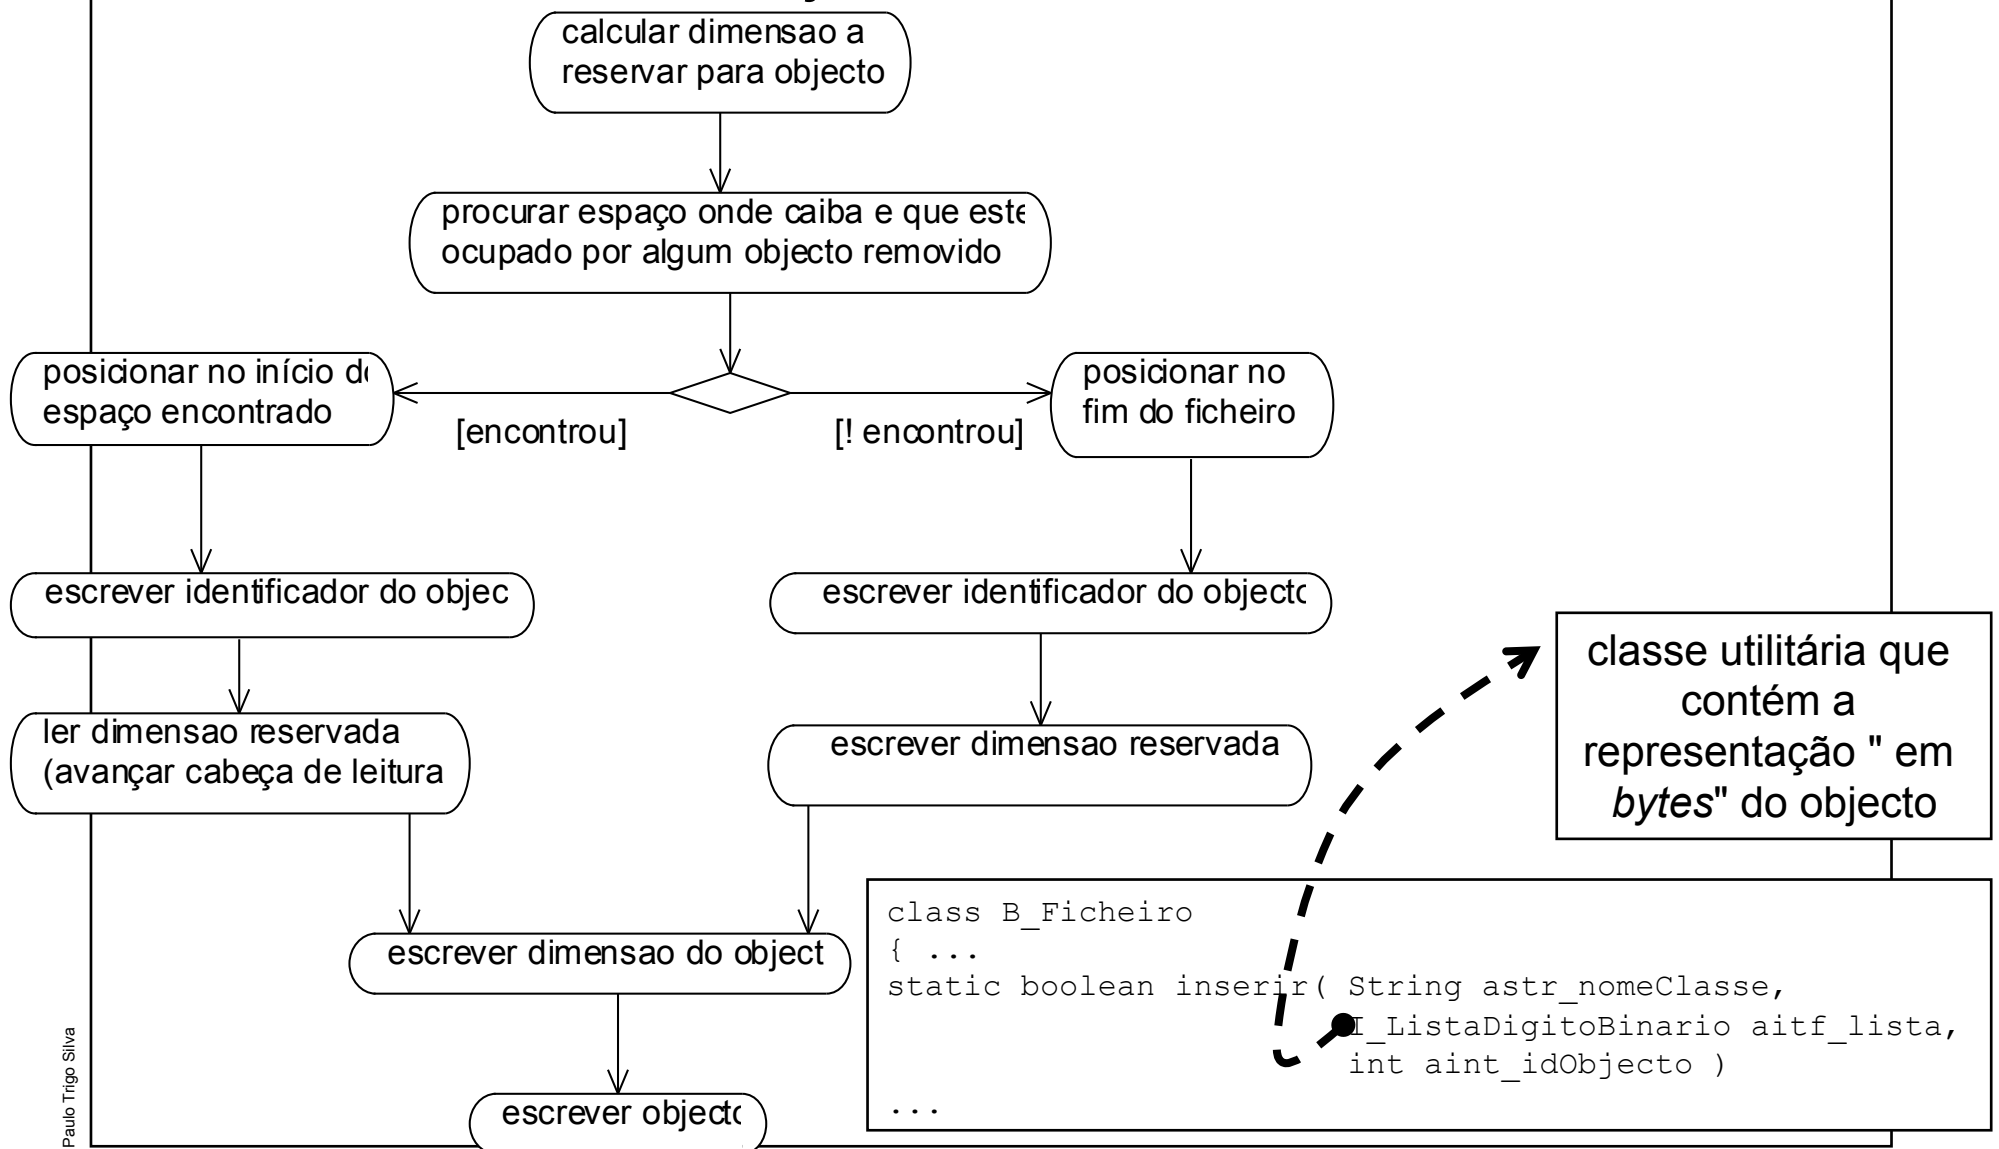 calcular dimensao a
reservar para objecto
procurar espaço onde caiba e que este
ocupado por algum objecto removido
posicionar no início do
espaço encontrado
[encontrou]
[! encontrou]
posicionar no
fim do ficheiro
escrever identificador do objec
escrever identificador do objecto
classe utilitária que
contém a
representação " em
bytes" do objecto
ler dimensao reservada
(avançar cabeça de leitura
escrever dimensao reservada
escrever dimensao do object
class B_Ficheiro
{ ...
static boolean inserir( String astr_nomeClasse,
I_ListaDigitoBinario aitf_lista,
int aint_idObjecto )
...
escrever objecto
Paulo Trigo Silva